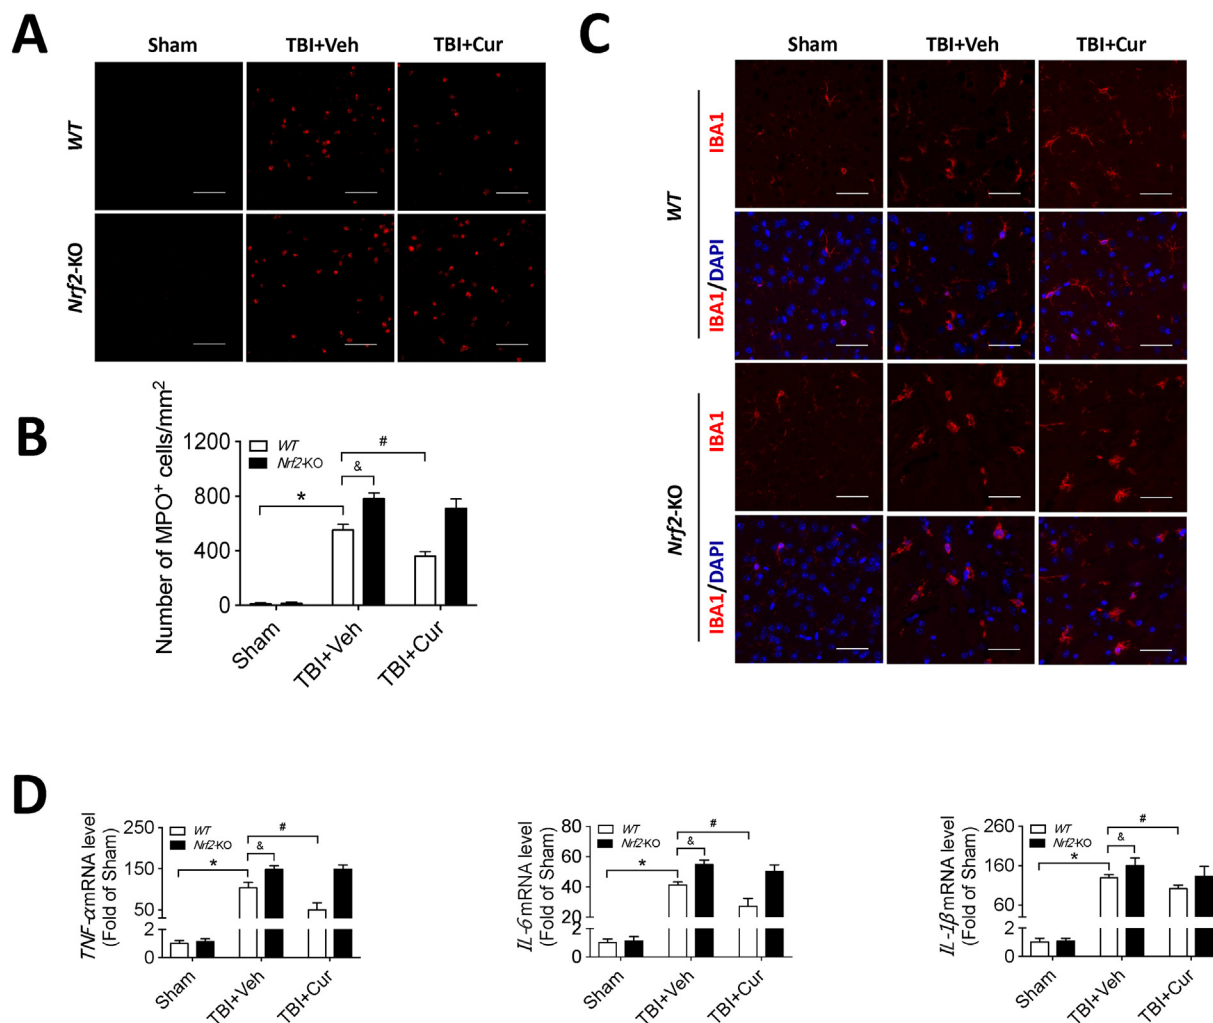 A
Sham
TBI+Veh
TBI+Cur
WT
Nrf2-KO
B
Number of MPO+ cells/mm2
1200
800
400
0
WT
Nrf2-KO
*
&
#
Sham
TBI+Veh
TBI+Cur
C
Sham
TBI+Veh
TBI+Cur
WT
IBA1
IBA1/DAPI
Nrf2-KO
IBA1
IBA1/DAPI
D
TNF-α mRNA level
(Fold of Sham)
250
150
50
2
0
WT
Nrf2-KO
*
&
#
Sham
TBI+Veh
TBI+Cur
IL-6 mRNA level
(Fold of Sham)
80
60
40
20
2
0
WT
Nrf2-KO
*
&
#
Sham
TBI+Veh
TBI+Cur
IL-1β mRNA level
(Fold of Sham)
260
160
60
2
0
WT
Nrf2-KO
*
&
#
Sham
TBI+Veh
TBI+Cur